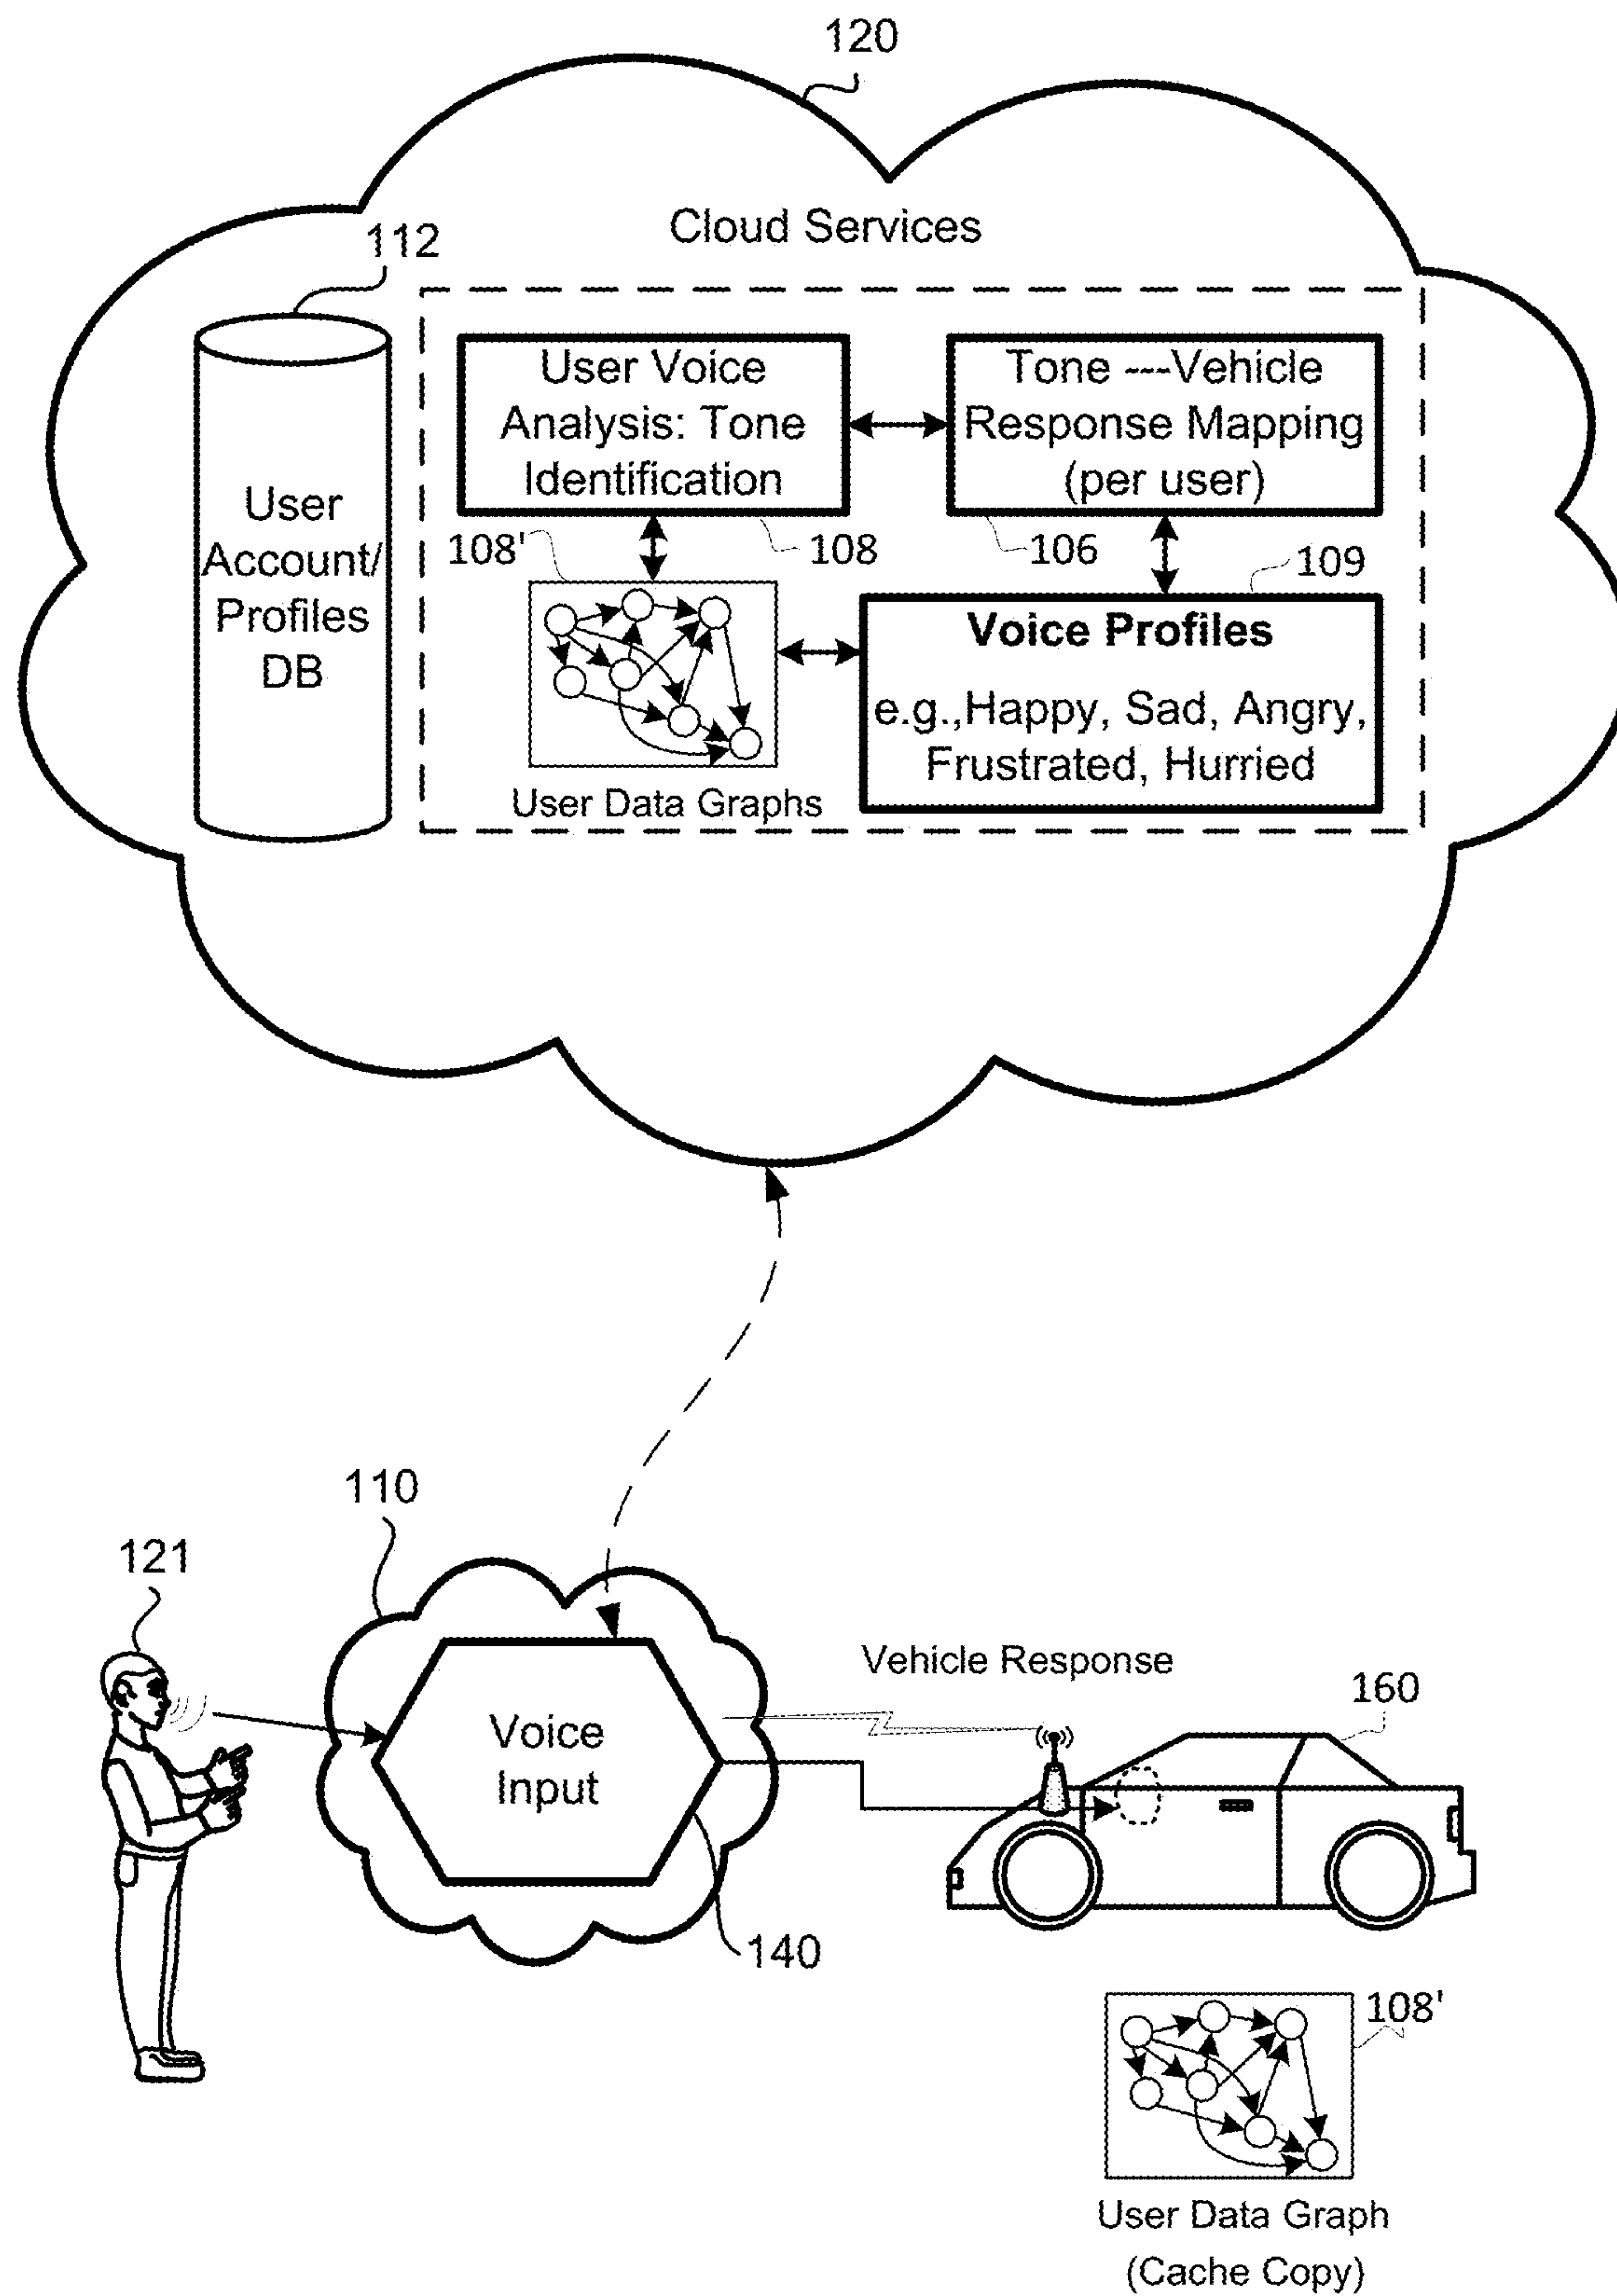 120
Cloud Services
112
User
Account/
Profiles
DB
User Voice
Analysis: Tone
Identification
Tone ---Vehicle
Response Mapping
(per user)
108'
108
106
109
Voice Profiles
e.g.,Happy, Sad, Angry,
Frustrated, Hurried
User Data Graphs
110
121
Voice
Input
Vehicle Response
160
140
108'
User Data Graph
(Cache Copy)